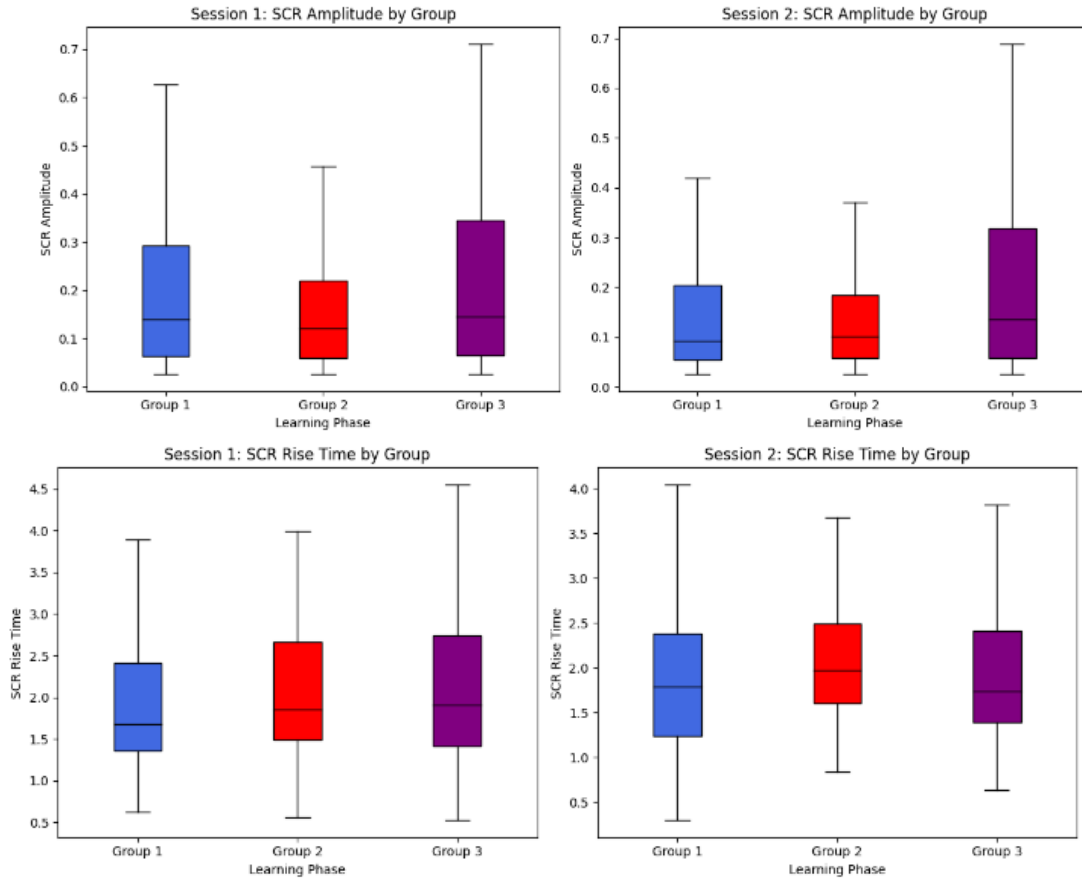 Session 1: SCR Amplitude by Group
0.7
0.6
0.5
0.4
0.3
0.2
0.1
0.0
SCR Amplitude
Group 1 Group 2 Group 3
Learning Phase
Session 2: SCR Amplitude by Group
0.7
0.6
0.5
0.4
0.3
0.2
0.1
0.0
SCR Amplitude
Group 1 Group 2 Group 3
Learning Phase
Session 1: SCR Rise Time by Group
4.5
4.0
3.5
3.0
2.5
2.0
1.5
1.0
0.5
SCR Rise Time
Group 1 Group 2 Group 3
Learning Phase
Session 2: SCR Rise Time by Group
4.0
3.5
3.0
2.5
2.0
1.5
1.0
0.5
SCR Rise Time
Group 1 Group 2 Group 3
Learning Phase